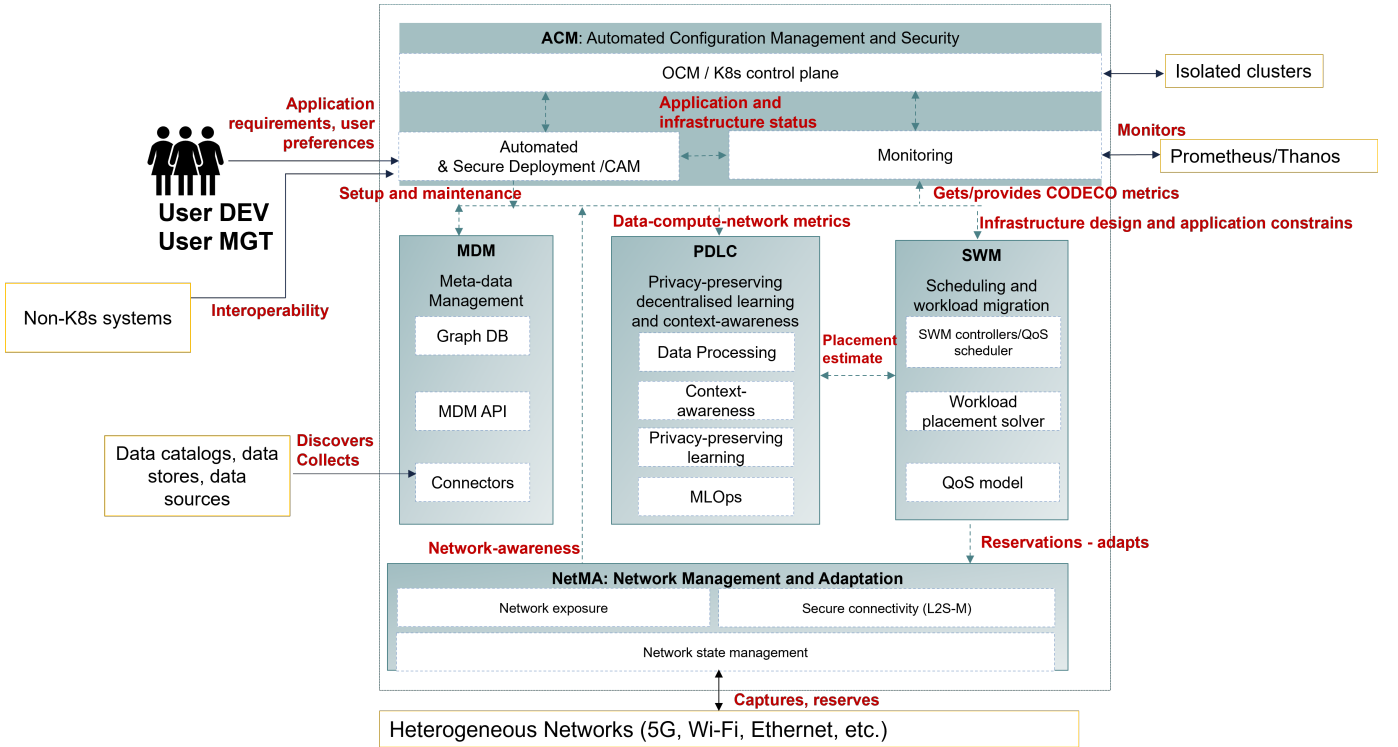 ACM: Automated Configuration Management and Security
OCM / K8s control plane
Isolated clusters
Application
requirements, user
preferences
Application and
infrastructure status
Monitors
Automated
& Secure Deployment /CAM
Monitoring
Prometheus/Thanos
Setup and maintenance
Gets/provides CODECO metrics
User DEV
User MGT
Data-compute-network metrics
Infrastructure design and application constrains
MDM
Meta-data
Management
Graph DB
MDM API
Connectors
PDLC
Privacy-preserving
decentralised learning
and context-awareness
Data Processing
Context-
awareness
Privacy-preserving
learning
MLOps
SWM
Scheduling and
workload migration
SWM controllers/QoS
scheduler
Workload
placement solver
QoS model
Placement
estimate
Interoperability
Non-K8s systems
Discovers
Collects
Data catalogs, data
stores, data
sources
Network-awareness
Reservations - adapts
NetMA: Network Management and Adaptation
Network exposure
Secure connectivity (L2S-M)
Network state management
Captures, reserves
Heterogeneous Networks (5G, Wi-Fi, Ethernet, etc.)